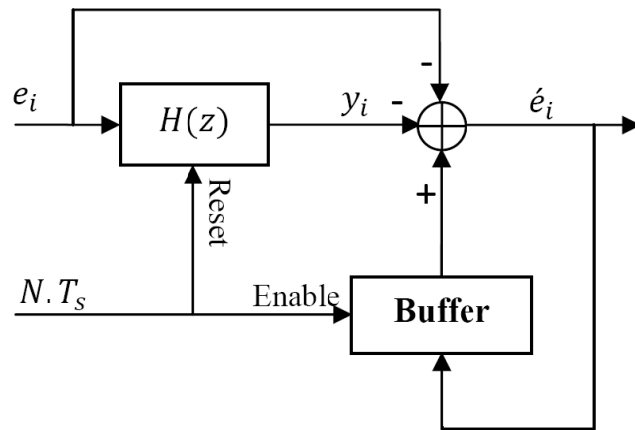 -
e_i
H(z)
y_i
-
é_i
+
Reset
N.T_s
Enable
Buffer